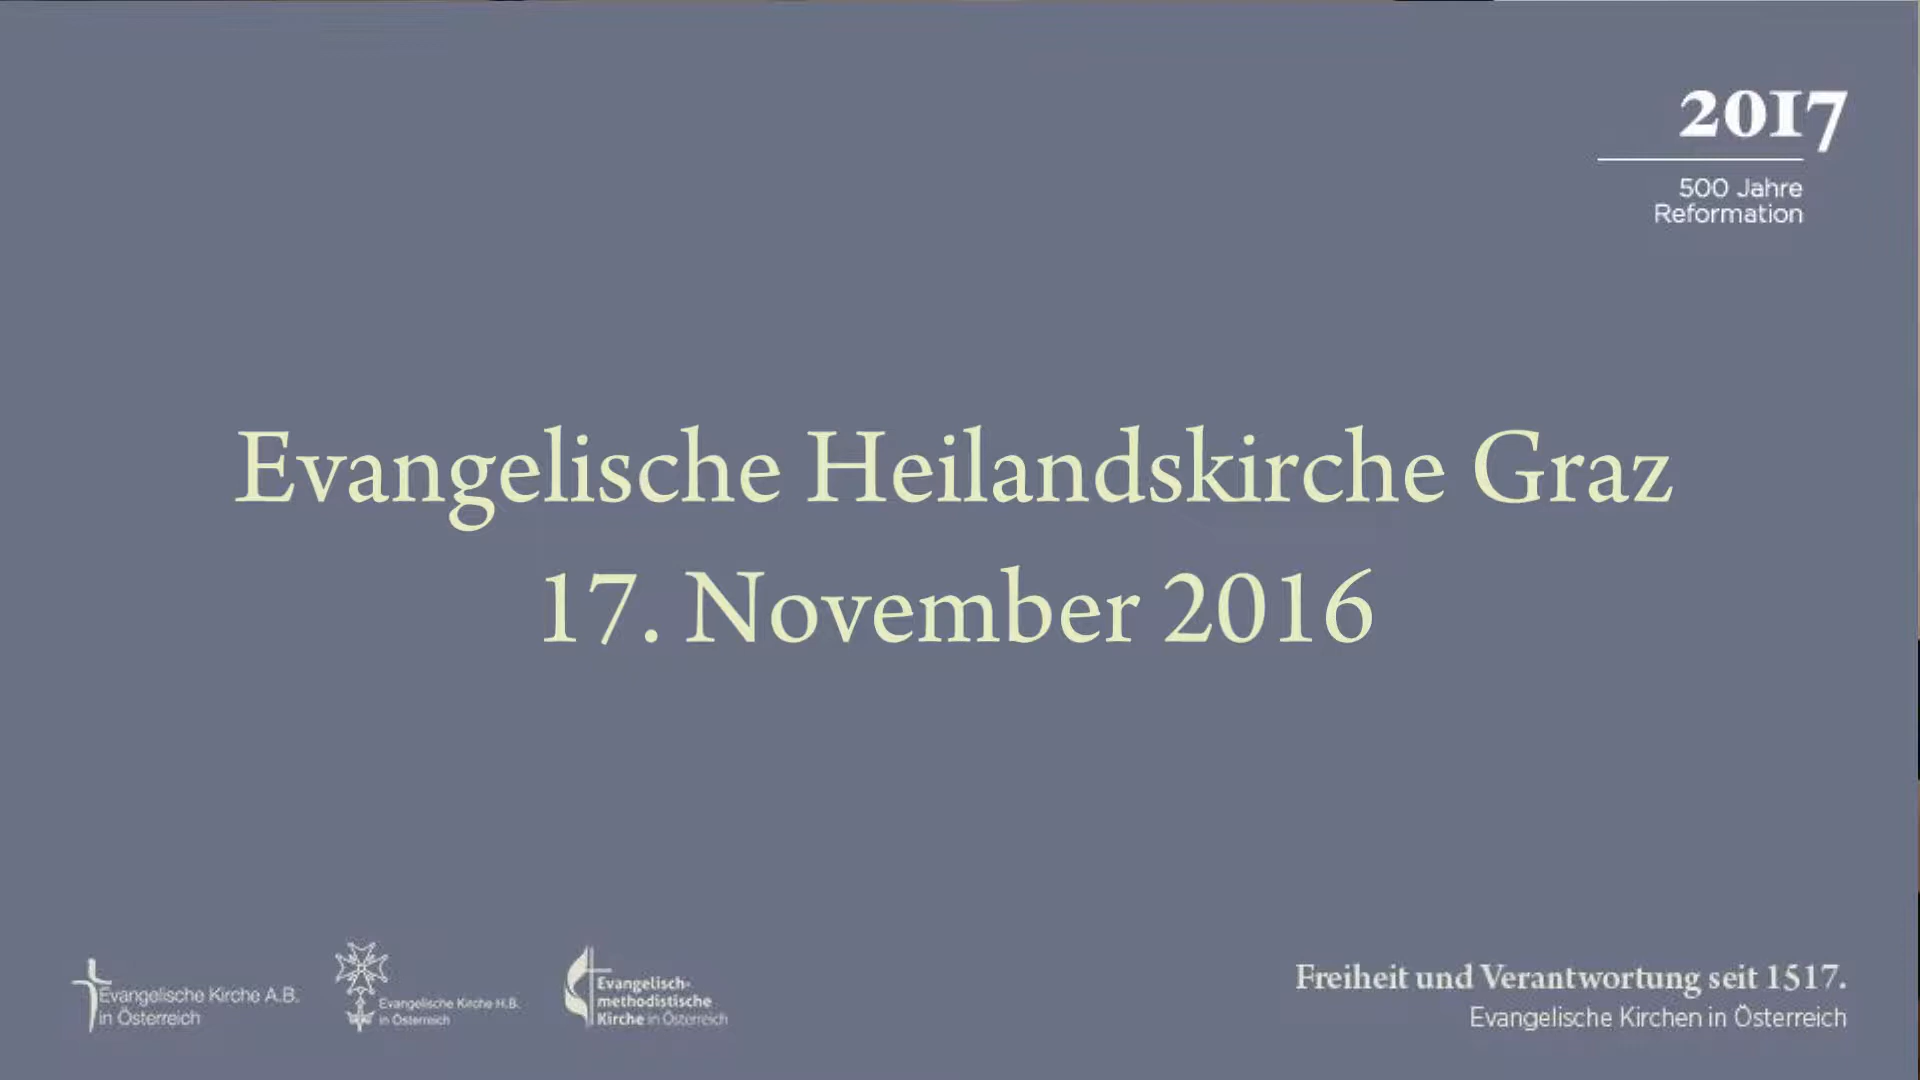 2017
500 Jahre
Reformation
Evangelische Heilandskirche Graz
17. November 2016
Evangelische Kirche A.B.
in Österreich
Evangelische Kirche H.B.
in Österreich
Evangelisch-
methodistische
Kirche in Österreich
Freiheit und Verantwortung seit 1517.
Evangelische Kirchen in Österreich